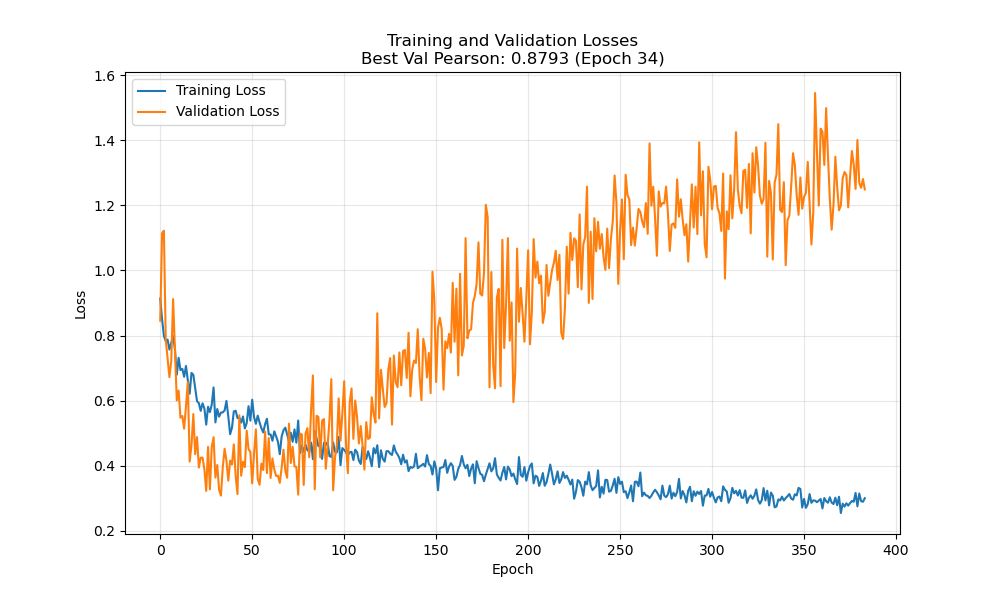 Training and Validation Losses
Best Val Pearson: 0.8793 (Epoch 34)
Training Loss
Validation Loss
1.6
1.4
1.2
1.0
0.8
0.6
0.4
0.2
Loss
0 50 100 150 200 250 300 350 400
Epoch